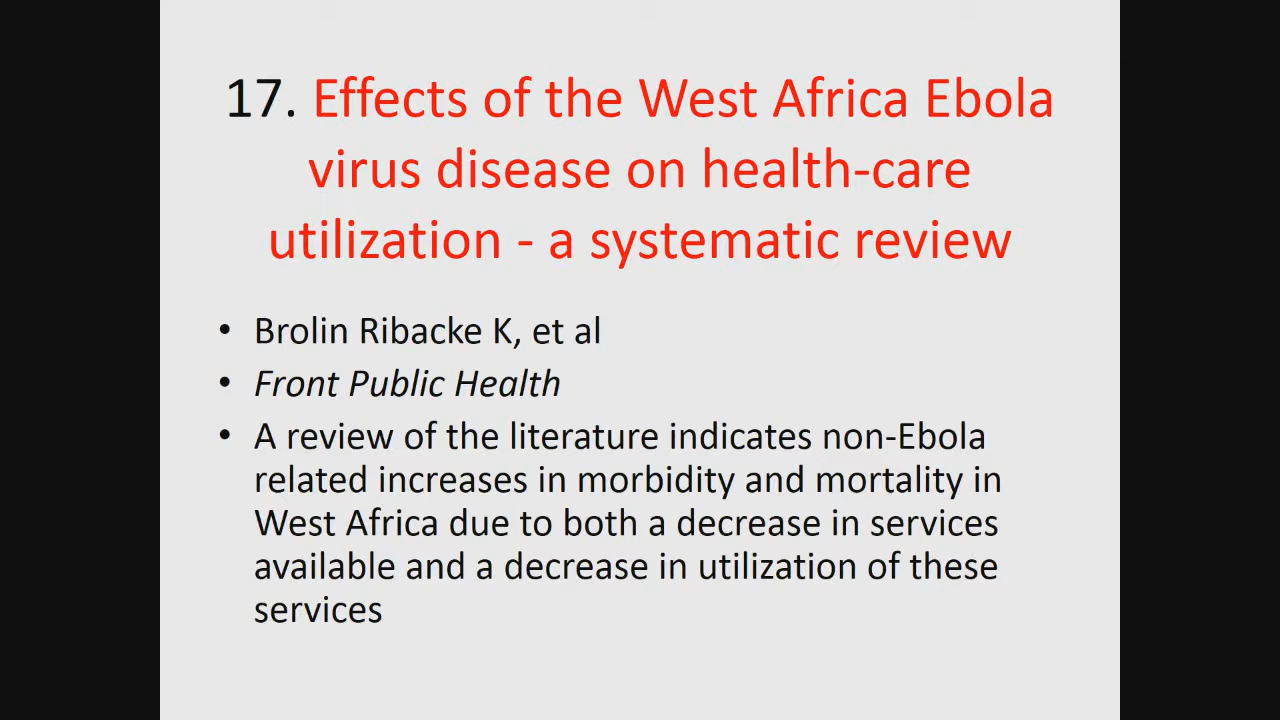 17. Effects of the West Africa Ebola
virus disease on health-care
utilization - a systematic review
• Brolin Ribacke K, et al
• Front Public Health
• A review of the literature indicates non-Ebola
related increases in morbidity and mortality in
West Africa due to both a decrease in services
available and a decrease in utilization of these
services